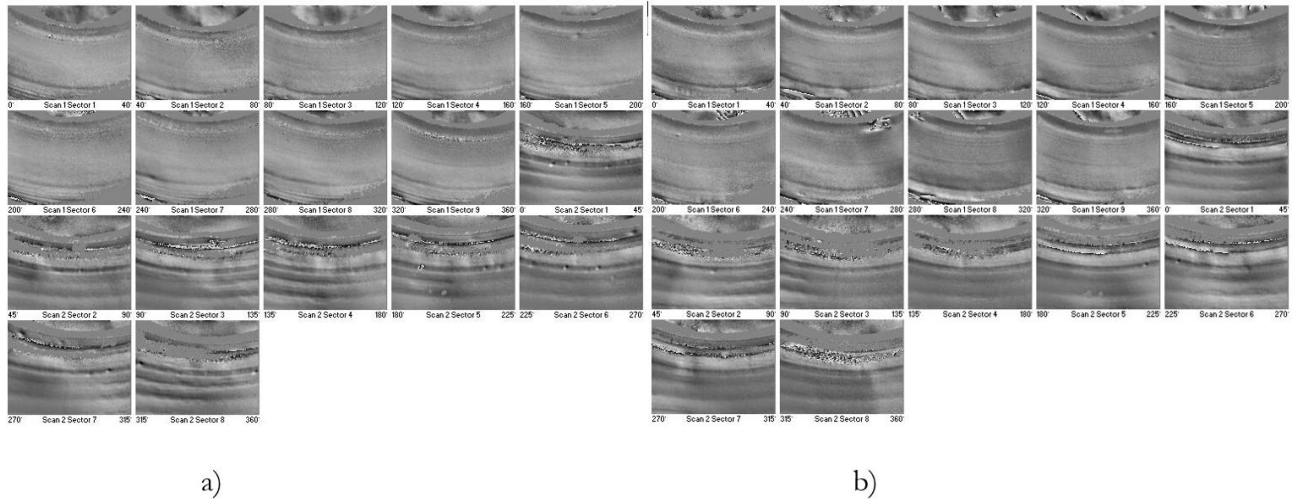 0' Scan 1 Sector 1 40' 40' Scan 1 Sector 2 80' 80' Scan 1 Sector 3 120' 120' Scan 1 Sector 4 160' 160' Scan 1 Sector 5 200'
200' Scan 1 Sector 6 240' 240' Scan 1 Sector 7 280' 280' Scan 1 Sector 8 320' 320' Scan 1 Sector 9 360' 0' Scan 2 Sector 1 45'
45' Scan 2 Sector 2 90' 90' Scan 2 Sector 3 135' 135' Scan 2 Sector 4 180' 180' Scan 2 Sector 5 225' 225' Scan 2 Sector 6 270'
270' Scan 2 Sector 7 315' 315' Scan 2 Sector 8 360'
a)
0' Scan 1 Sector 1 40' 40' Scan 1 Sector 2 80' 80' Scan 1 Sector 3 120' 120' Scan 1 Sector 4 160' 160' Scan 1 Sector 5 200'
200' Scan 1 Sector 6 240' 240' Scan 1 Sector 7 280' 280' Scan 1 Sector 8 320' 320' Scan 1 Sector 9 360' 0' Scan 2 Sector 1 45'
45' Scan 2 Sector 2 90' 90' Scan 2 Sector 3 135' 135' Scan 2 Sector 4 180' 180' Scan 2 Sector 5 225' 225' Scan 2 Sector 6 270'
270' Scan 2 Sector 7 315' 315' Scan 2 Sector 8 360'
b)